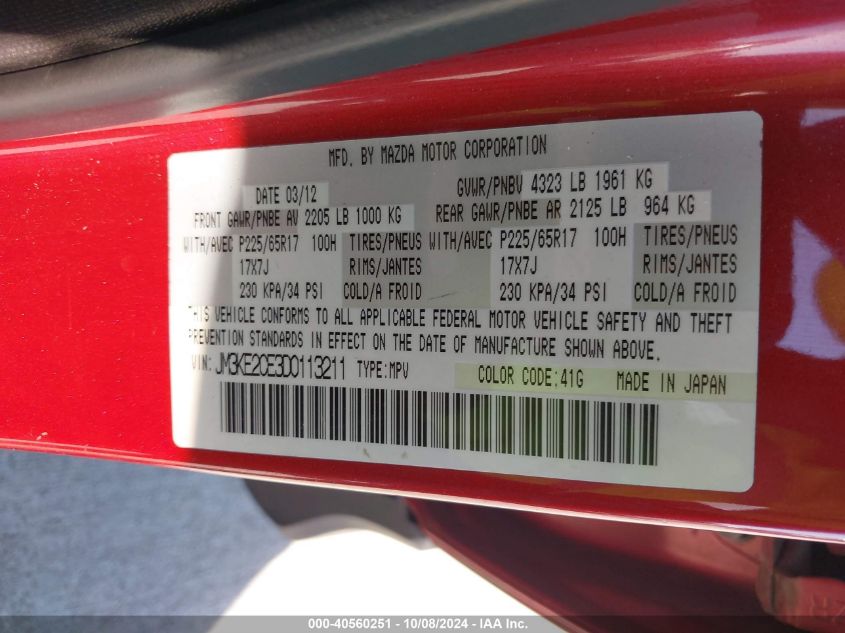 MFD. BY MAZDA MOTOR CORPORATION
DATE 03/12 GVWR/PNBV 4323 LB 1961 KG
FRONT GAWR/PNBE AV 2205 LB 1000 KG REAR GAWR/PNBE AR 2125 LB 964 KG
WITH/AVEC P225/65R17 100H TIRES/PNEUS WITH/AVEC P225/65R17 100H TIRES/PNEUS
17X7J RIMS/JANTES 17X7J RIMS/JANTES
230 KPA/34 PSI COLD/A FROID 230 KPA/34 PSI COLD/A FROID
THIS VEHICLE CONFORMS TO ALL APPLICABLE FEDERAL MOTOR VEHICLE SAFETY AND THEFT
PREVENTION STANDARDS IN EFFECT ON THE DATE OF MANUFACTURE SHOWN ABOVE.
VIN: JM3KE2CE3D0113211 TYPE:MPV COLOR CODE:41G MADE IN JAPAN
000-40560251 - 10/08/2024 - IAA Inc.